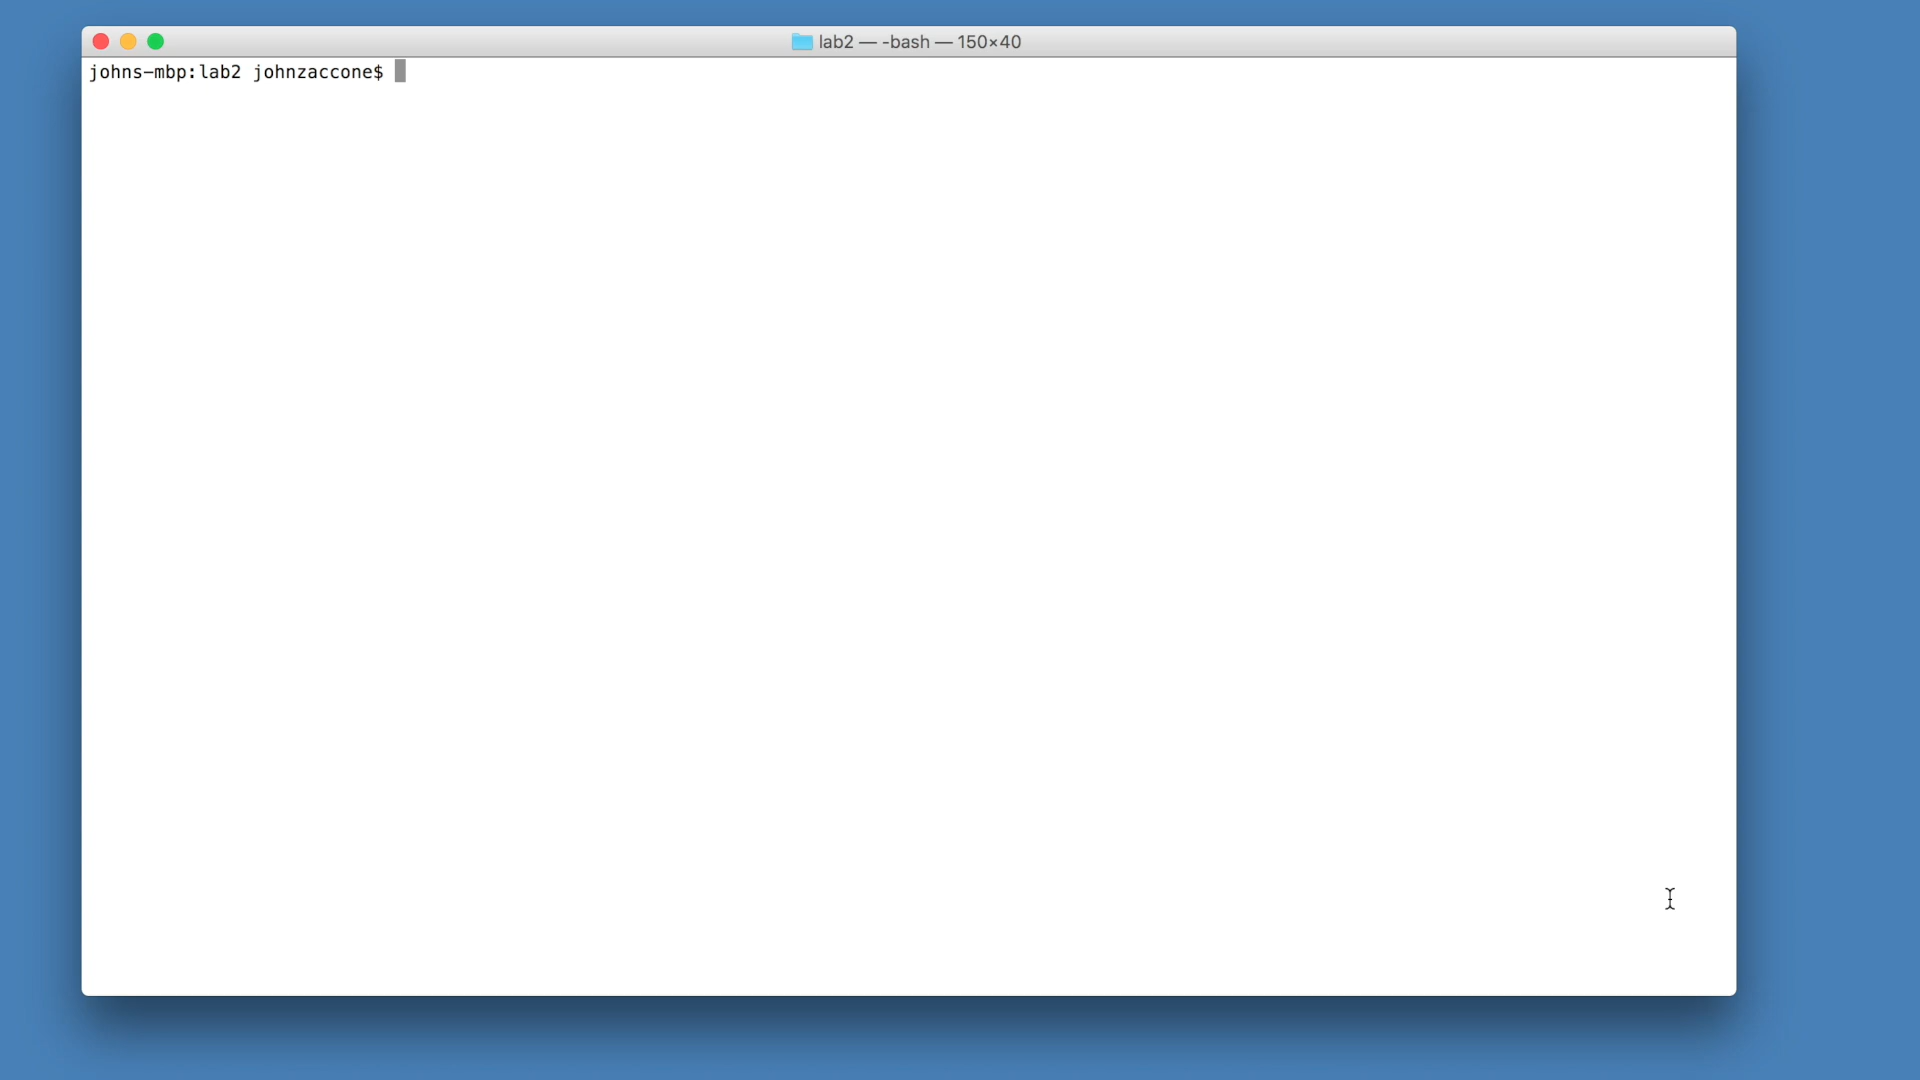 lab2 — -bash — 150×40
johns-mbp:lab2 johnzaccone$